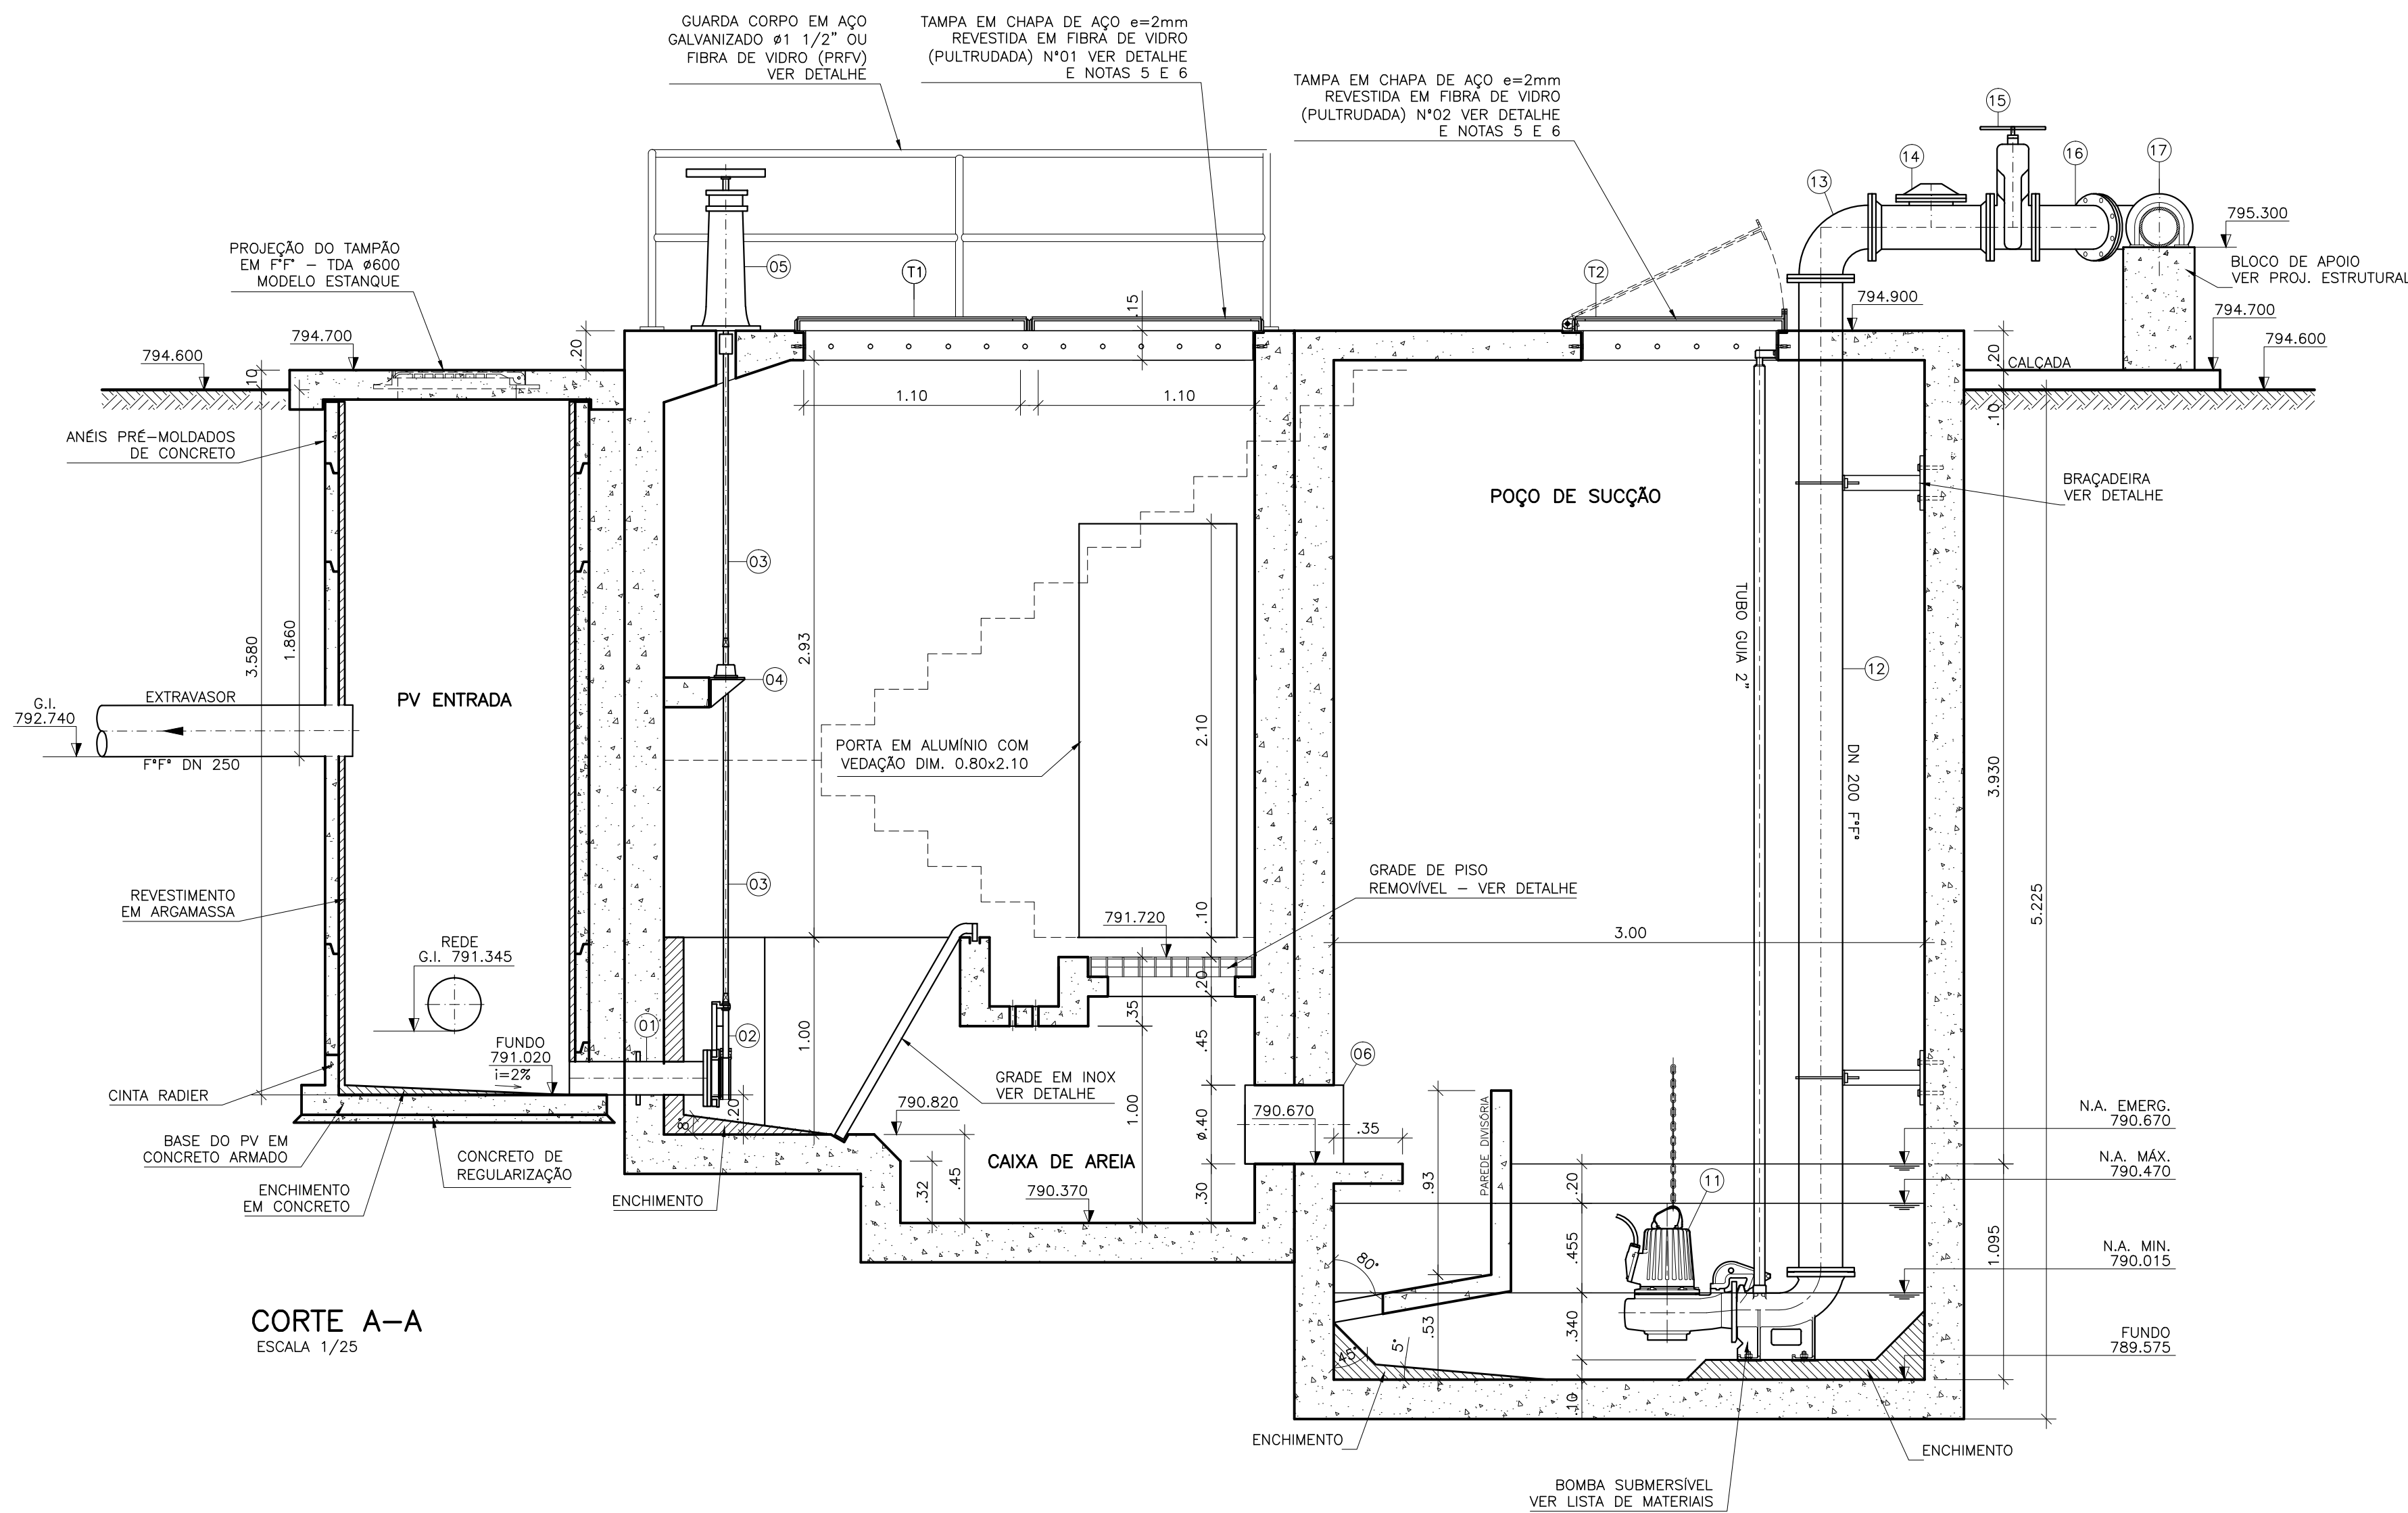 GUARDA CORPO EM AÇO
GALVANIZADO ø1 1/2" OU
FIBRA DE VIDRO (PRFV)
VER DETALHE
TAMPA EM CHAPA DE AÇO e=2mm
REVESTIDA EM FIBRA DE VIDRO
(PULTRUDADA) N°01 VER DETALHE
E NOTAS 5 E 6
TAMPA EM CHAPA DE AÇO e=2mm
REVESTIDA EM FIBRA DE VIDRO
(PULTRUDADA) N°02 VER DETALHE
E NOTAS 5 E 6
15
14
16
17
13
795.300
BLOCO DE APOIO
VER PROJ. ESTRUTURAL
PROJEÇÃO DO TAMPÃO
EM F°F° – TDA ø600
MODELO ESTANQUE
05
T1
T2
.15
794.900
794.700
794.600
794.700
794.600
.10
.20
.20
CALÇADA
.10
1.10
1.10
ANÉIS PRÉ-MOLDADOS
DE CONCRETO
POÇO DE SUCÇÃO
BRAÇADEIRA
VER DETALHE
03
TUBO GUIA 2"
12
3.580
1.860
2.93
04
PV ENTRADA
EXTRAVASOR
G.I.
792.740
F°F° DN 250
2.10
PORTA EM ALUMÍNIO COM
VEDAÇÃO DIM. 0.80x2.10
DN 200 F°F°
3.930
5.225
REVESTIMENTO
EM ARGAMASSA
03
GRADE DE PISO
REMOVÍVEL – VER DETALHE
791.720
.10
3.00
REDE
G.I. 791.345
.20
.35
01
02
1.00
.45
06
FUNDO
791.020
i=2%
GRADE EM INOX
VER DETALHE
CINTA RADIER
.20
8°
790.820
1.00
ø.40
790.670
.35
PAREDE DIVISÓRIA
N.A. EMERG.
790.670
BASE DO PV EM
CONCRETO ARMADO
CONCRETO DE
REGULARIZAÇÃO
CAIXA DE AREIA
790.370
.32
.45
.30
.93
.20
11
N.A. MÁX.
790.470
ENCHIMENTO
EM CONCRETO
ENCHIMENTO
80°
.455
1.095
N.A. MIN.
790.015
CORTE A–A
ESCALA 1/25
.53
45°
5°
.340
.10
FUNDO
789.575
ENCHIMENTO
ENCHIMENTO
BOMBA SUBMERSÍVEL
VER LISTA DE MATERIAIS